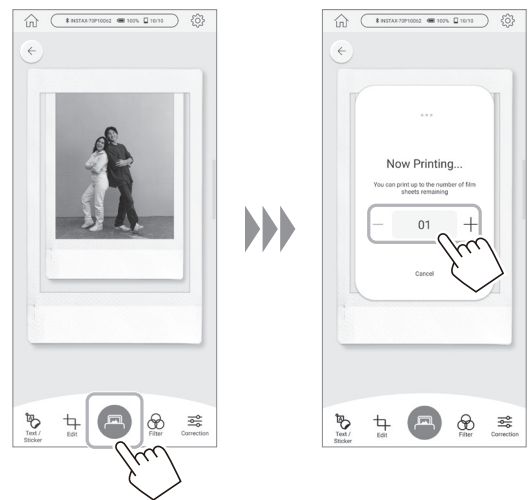 INSTAX-73P10062 100% 10/10
Text /
Sticker
Edit
Filter
Correction
INSTAX-73P10062 100% 10/10
Now Printing...
You can print up to the number of film
sheets remaining
01
Cancel
Text /
Sticker
Edit
Filter
Correction